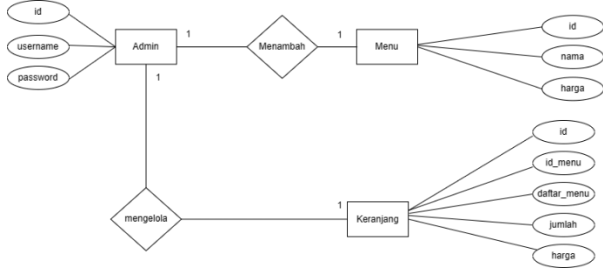 id
username
password
Admin
1
Menambah
1
Menu
id
nama
harga
1
mengelola
1
Keranjang
id
id_menu
daftar_menu
jumlah
harga